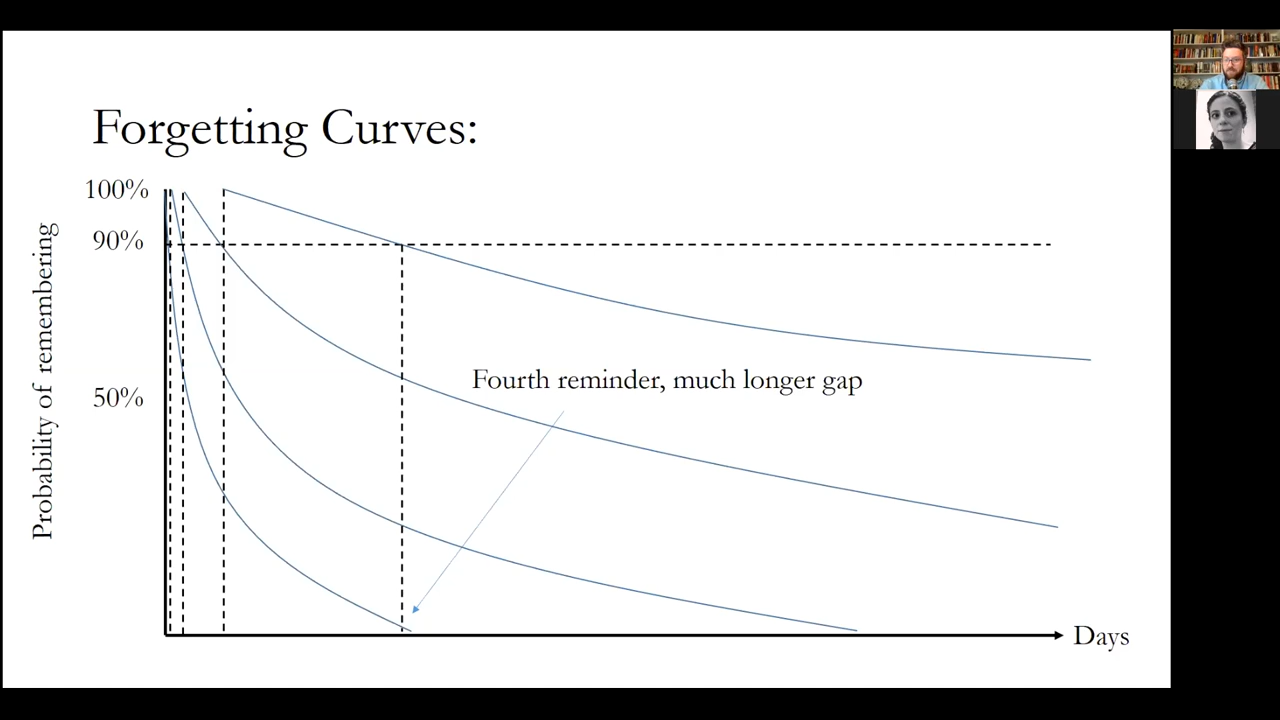 Forgetting Curves:
100%
90%
50%
Probability of remembering
Fourth reminder, much longer gap
Days